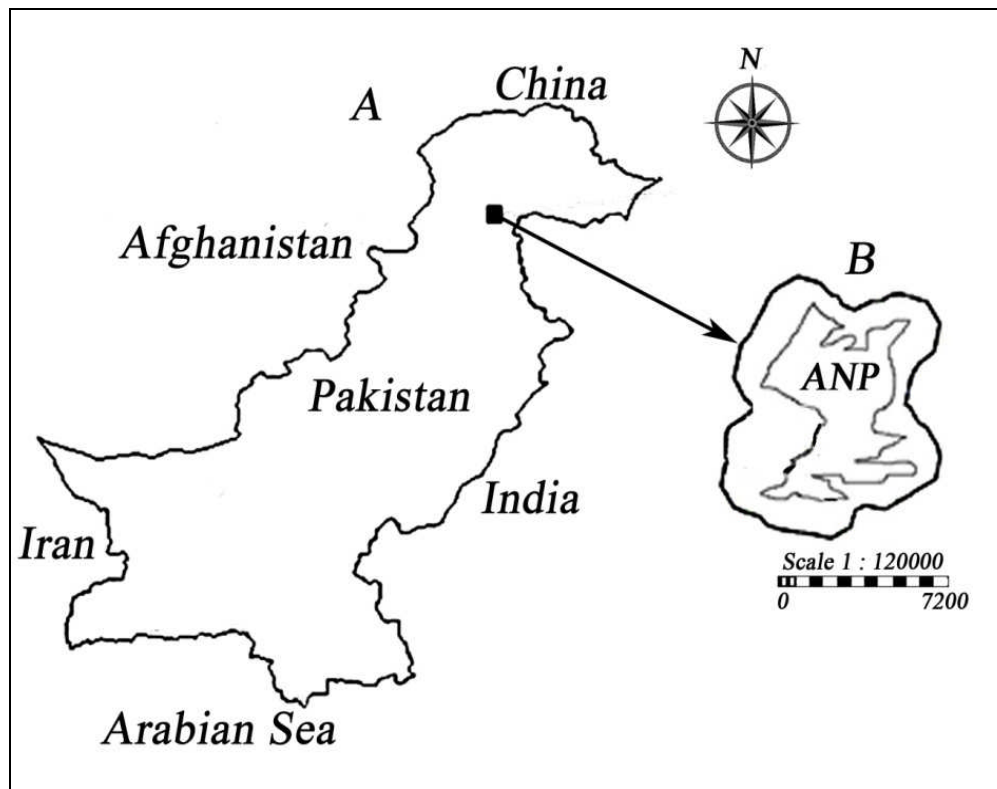 N
China
A
Afghanistan
B
ANP
Pakistan
India
Iran
Scale 1 : 120000
0 7200
Arabian Sea